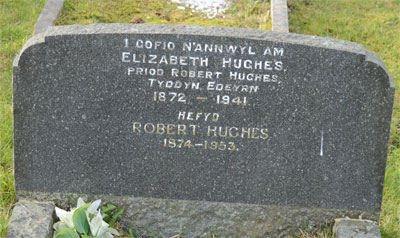 I GOFIO N'ANNWYL AM
ELIZABETH HUGHES,
PRIOD ROBERT HUGHES,
TYDDYN EDEYRN
1872 – 1941.
HEFYD
ROBERT HUGHES
1874–1953.